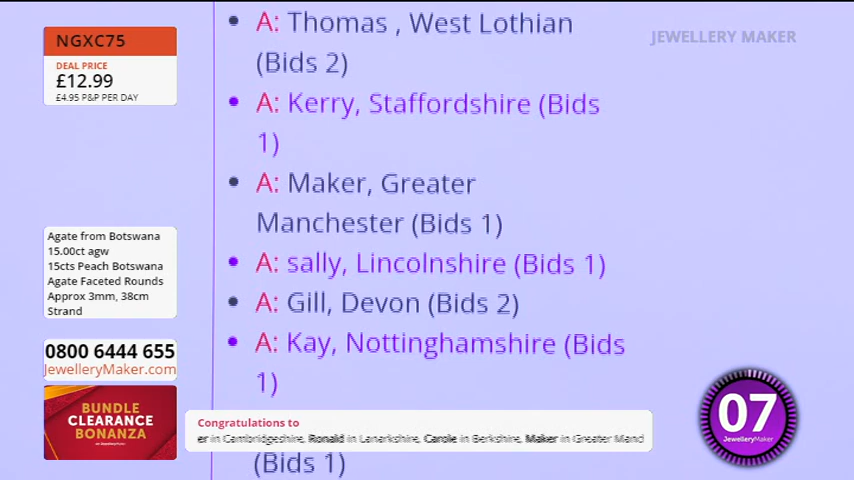 NGXC75
DEAL PRICE
£12.99
£4.95 P&P PER DAY
JEWELLERY MAKER
A: Thomas , West Lothian
(Bids 2)
A: Kerry, Staffordshire (Bids
1)
A: Maker, Greater
Manchester (Bids 1)
A: sally, Lincolnshire (Bids 1)
A: Gill, Devon (Bids 2)
A: Kay, Nottinghamshire (Bids
1)
(Bids 1)
Agate from Botswana
15.00ct agw
15cts Peach Botswana
Agate Faceted Rounds
Approx 3mm, 38cm
Strand
0800 6444 655
JewelleryMaker.com
BUNDLE
CLEARANCE
BONANZA
Congratulations to
er in Cambridgeshire, Ronald in Lanarkshire, Carole in Berkshire, Maker in Greater Manc
07
JewelleryMaker